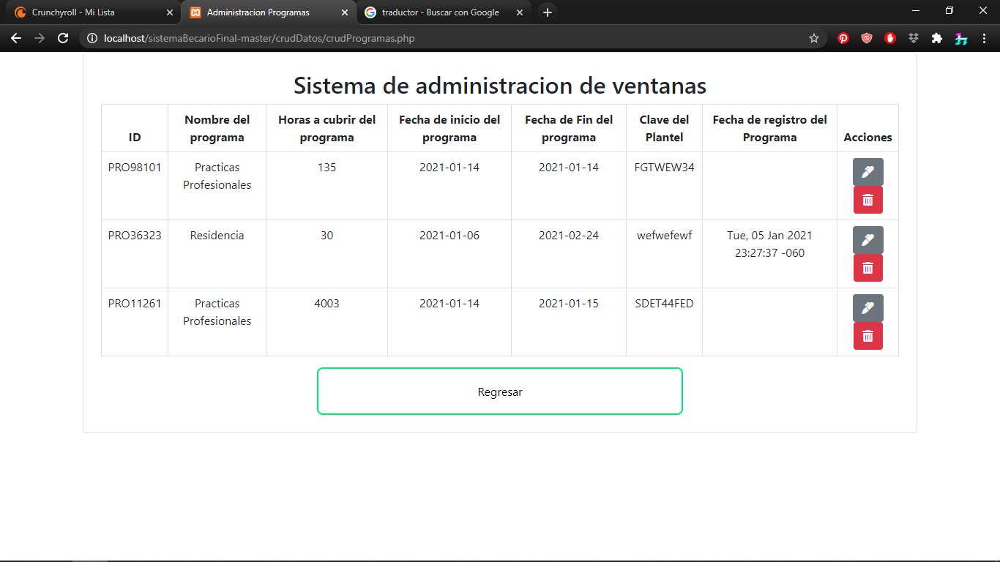 Crunchyroll - Mi Lista
Administracion Programas
traductor - Buscar con Google
localhost/sistemaBecarioFinal-master/crudDatos/crudProgramas.php
Sistema de administracion de ventanas
ID
Nombre del programa
Horas a cubrir del programa
Fecha de inicio del programa
Fecha de Fin del programa
Clave del Plantel
Fecha de registro del Programa
Acciones
PRO98101
Practicas Profesionales
135
2021-01-14
2021-01-14
FGTWEW34
PRO36323
Residencia
30
2021-01-06
2021-02-24
wefwefewf
Tue, 05 Jan 2021 23:27:37 -060
PRO11261
Practicas Profesionales
4003
2021-01-14
2021-01-15
SDET44FED
Regresar